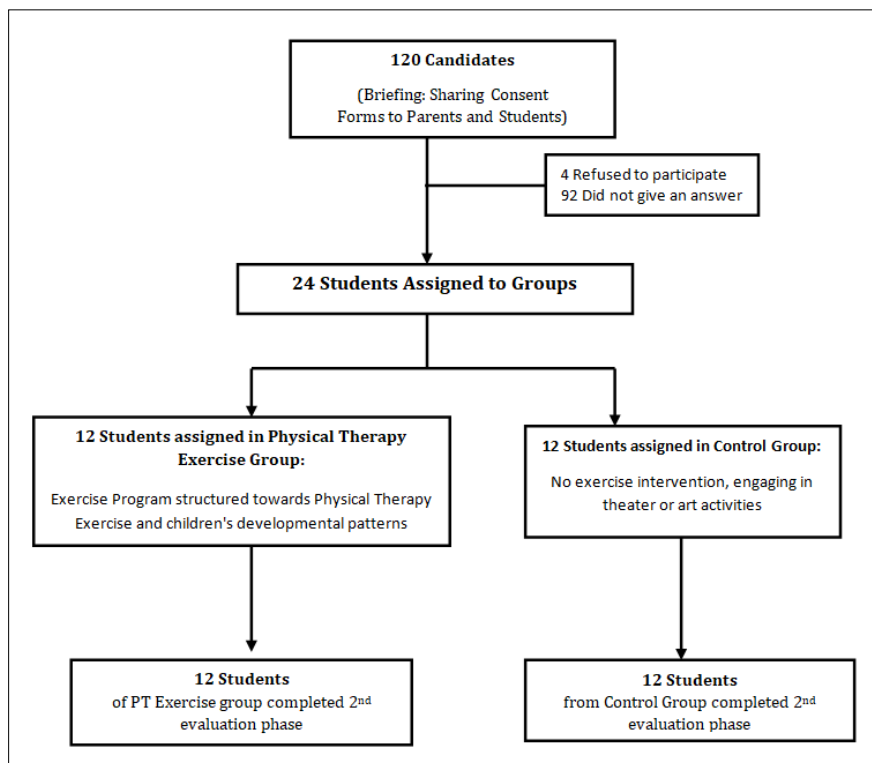 120 Candidates
(Briefing: Sharing Consent
Forms to Parents and Students)
4 Refused to participate
92 Did not give an answer
24 Students Assigned to Groups
12 Students assigned in Physical Therapy
Exercise Group:
Exercise Program structured towards Physical Therapy
Exercise and children's developmental patterns
12 Students assigned in Control Group:
No exercise intervention, engaging in
theater or art activities
12 Students
of PT Exercise group completed 2nd
evaluation phase
12 Students
from Control Group completed 2nd
evaluation phase